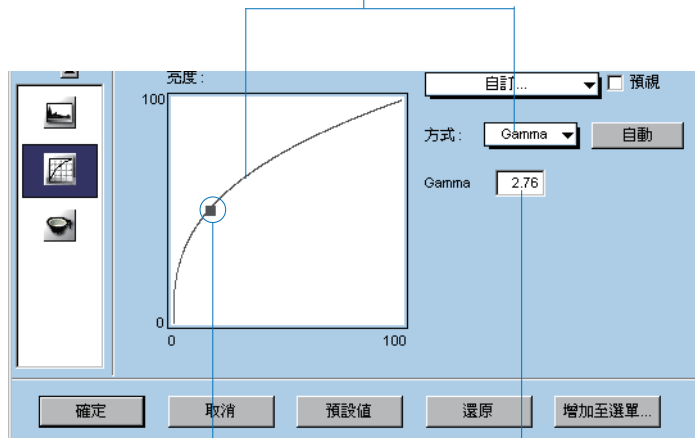 亮度：
100
0
0
100
自訂...
預視
方式：
Gamma
自動
Gamma
2.76
確定
取消
預設值
還原
增加至選單...